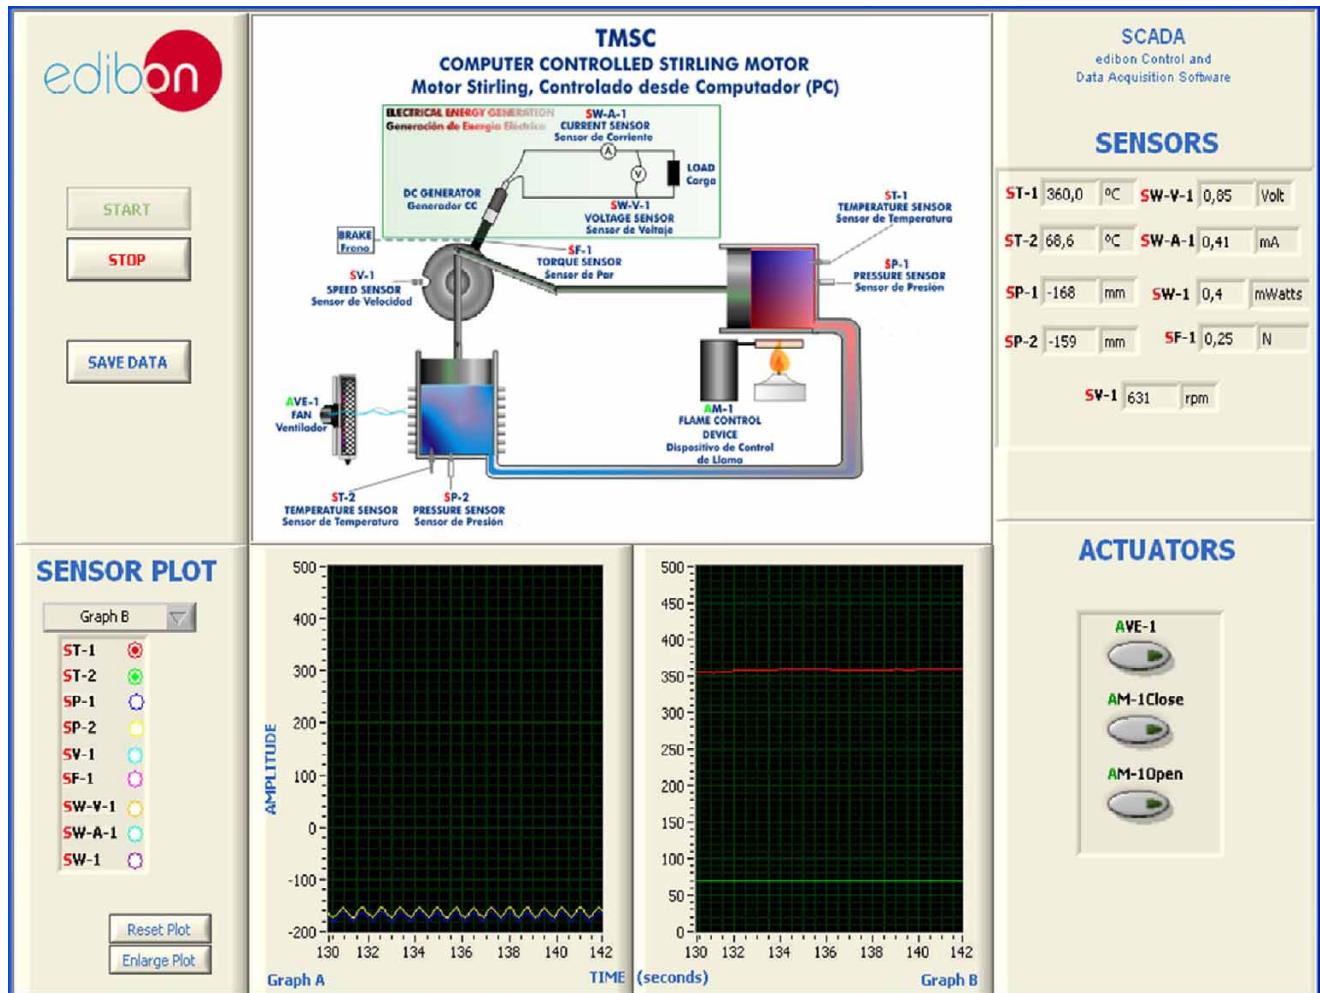 edibon
START
STOP
SAVE DATA
TMSC
COMPUTER CONTROLLED STIRLING MOTOR
Motor Stirling, Controlado desde Computador (PC)
ELECTRICAL ENERGY GENERATION
Generación de Energía Eléctrica
SW-A-1
CURRENT SENSOR
Sensor de Corriente
A
V
LOAD
Carga
DC GENERATOR
Generador CC
SW-V-1
VOLTAGE SENSOR
Sensor de Voltaje
ST-1
TEMPERATURE SENSOR
Sensor de Temperatura
BRAKE
Freno
SF-1
TORQUE SENSOR
Sensor de Par
SP-1
PRESSURE SENSOR
Sensor de Presión
SV-1
SPEED SENSOR
Sensor de Velocidad
AVE-1
FAN
Ventilador
AM-1
FLAME CONTROL
DEVICE
Dispositivo de Control
de Llama
ST-2
TEMPERATURE SENSOR
Sensor de Temperatura
SP-2
PRESSURE SENSOR
Sensor de Presión
SCADA
edibon Control and
Data Acquisition Software
SENSORS
ST-1 360,0 ºC SW-V-1 0,85 Volt
ST-2 68,6 ºC SW-A-1 0,41 mA
SP-1 -168 mm SW-1 0,4 mWatts
SP-2 -159 mm SF-1 0,25 N
SV-1 631 rpm
SENSOR PLOT
Graph B
ST-1
ST-2
SP-1
SP-2
SV-1
SF-1
SW-V-1
SW-A-1
SW-1
Reset Plot
Enlarge Plot
AMPLITUDE
500
400
300
200
100
0
-100
-200
130 132 134 136 138 140 142
Graph A
TIME (seconds)
500
450
400
350
300
250
200
150
100
50
0
130 132 134 136 138 140 142
Graph B
ACTUATORS
AVE-1
AM-1Close
AM-1Open